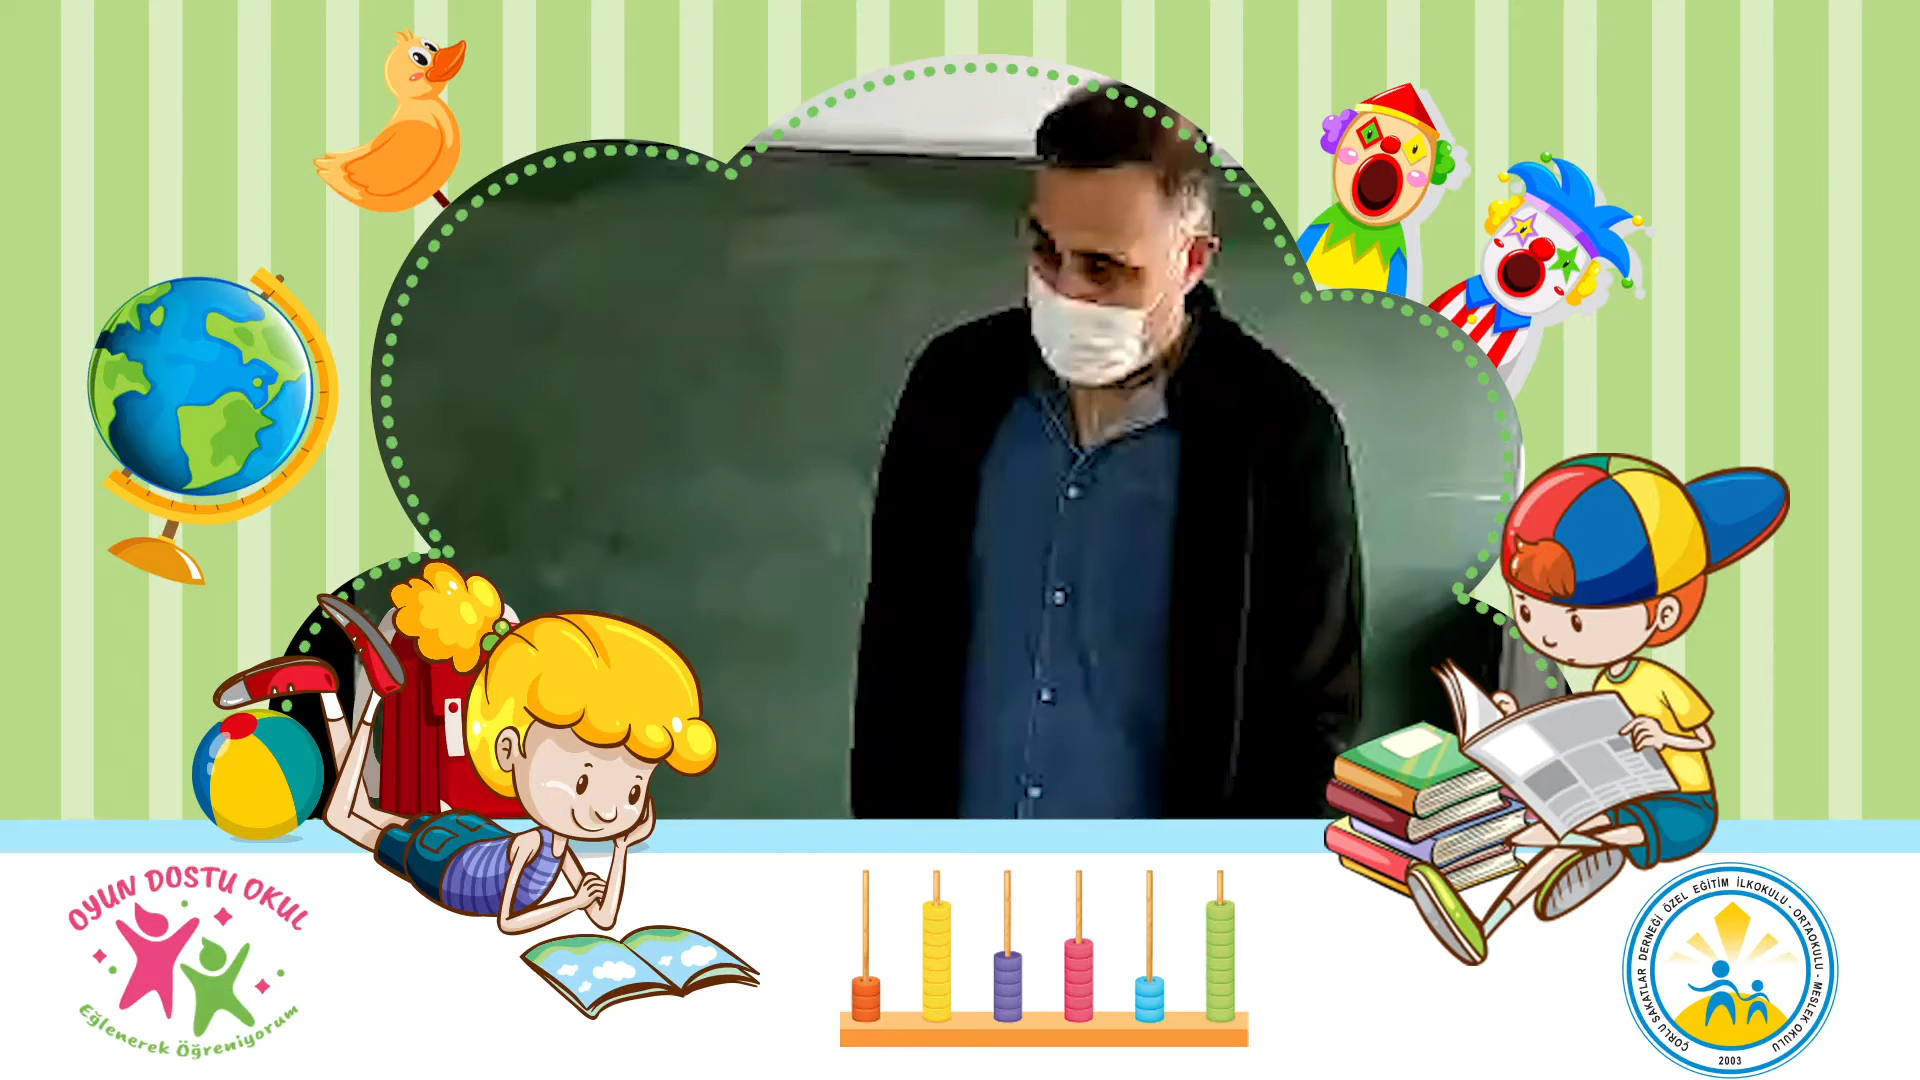 OYUN DOSTU OKUL
Eğlenerek Öğreniyorum
ÇORLU SAKATLAR DERNEĞİ ÖZEL EĞİTİM İLKOKULU - ORTAOKULU - MESLEK OKULU
2003